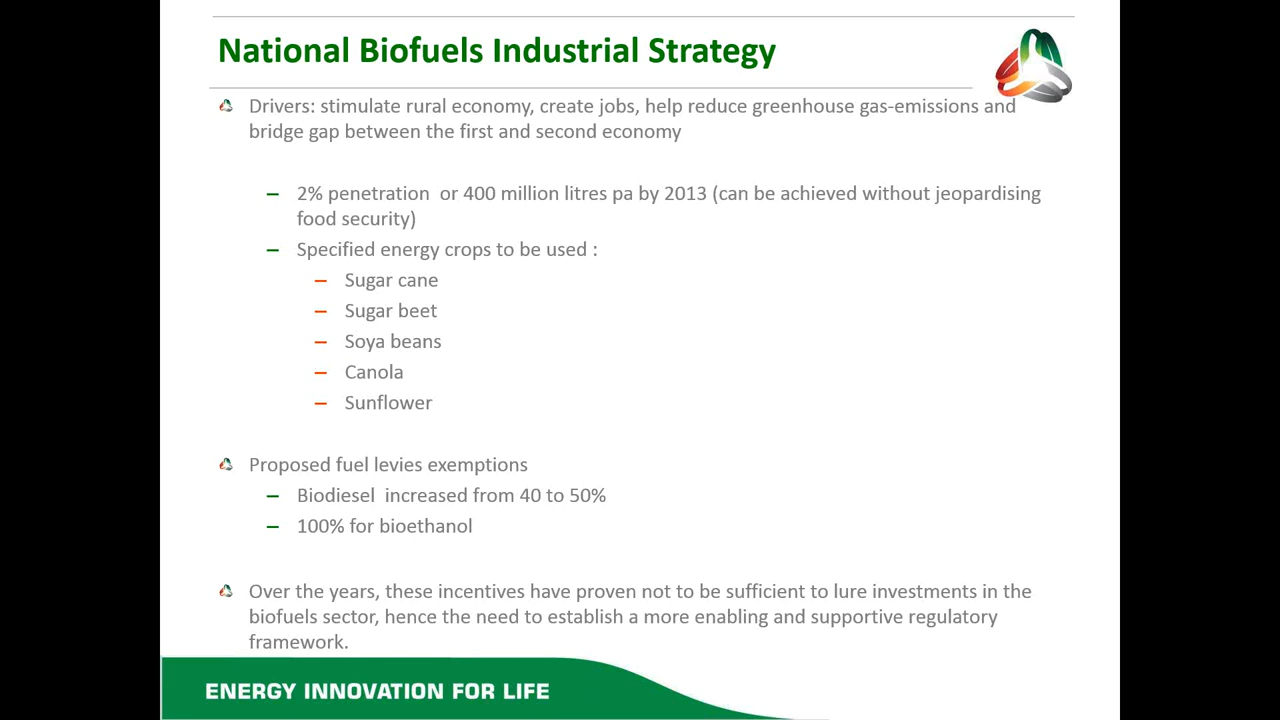 National Biofuels Industrial Strategy
Drivers: stimulate rural economy, create jobs, help reduce greenhouse gas-emissions and
bridge gap between the first and second economy
– 2% penetration or 400 million litres pa by 2013 (can be achieved without jeopardising
food security)
– Specified energy crops to be used :
– Sugar cane
– Sugar beet
– Soya beans
– Canola
– Sunflower
Proposed fuel levies exemptions
– Biodiesel increased from 40 to 50%
– 100% for bioethanol
Over the years, these incentives have proven not to be sufficient to lure investments in the
biofuels sector, hence the need to establish a more enabling and supportive regulatory
framework.
ENERGY INNOVATION FOR LIFE